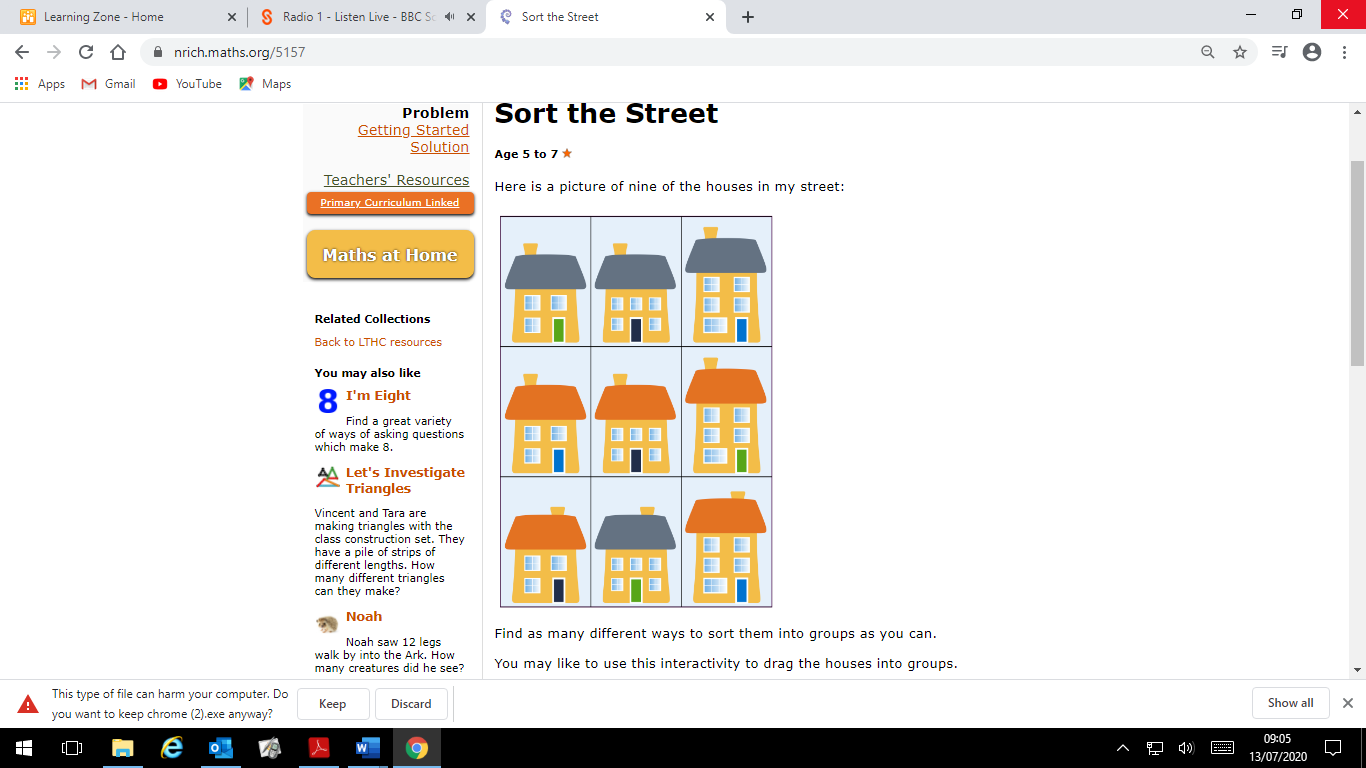 Learning Zone - Home
Radio 1 - Listen Live - BBC So
Sort the Street
nrich.maths.org/5157
Apps
Gmail
YouTube
Maps
Problem
Getting Started
Solution
Teachers' Resources
Primary Curriculum Linked
Maths at Home
Related Collections
Back to LTHC resources
You may also like
8 I'm Eight
Find a great variety
of ways of asking questions
which make 8.
Let's Investigate
Triangles
Vincent and Tara are
making triangles with the
class construction set. They
have a pile of strips of
different lengths. How
many different triangles
can they make?
Noah
Noah saw 12 legs
walk by into the Ark. How
many creatures did he see?
Sort the Street
Age 5 to 7
Here is a picture of nine of the houses in my street:
Find as many different ways to sort them into groups as you can.
You may like to use this interactivity to drag the houses into groups.
This type of file can harm your computer. Do
you want to keep chrome (2).exe anyway?
Keep
Discard
Show all
09:05
13/07/2020